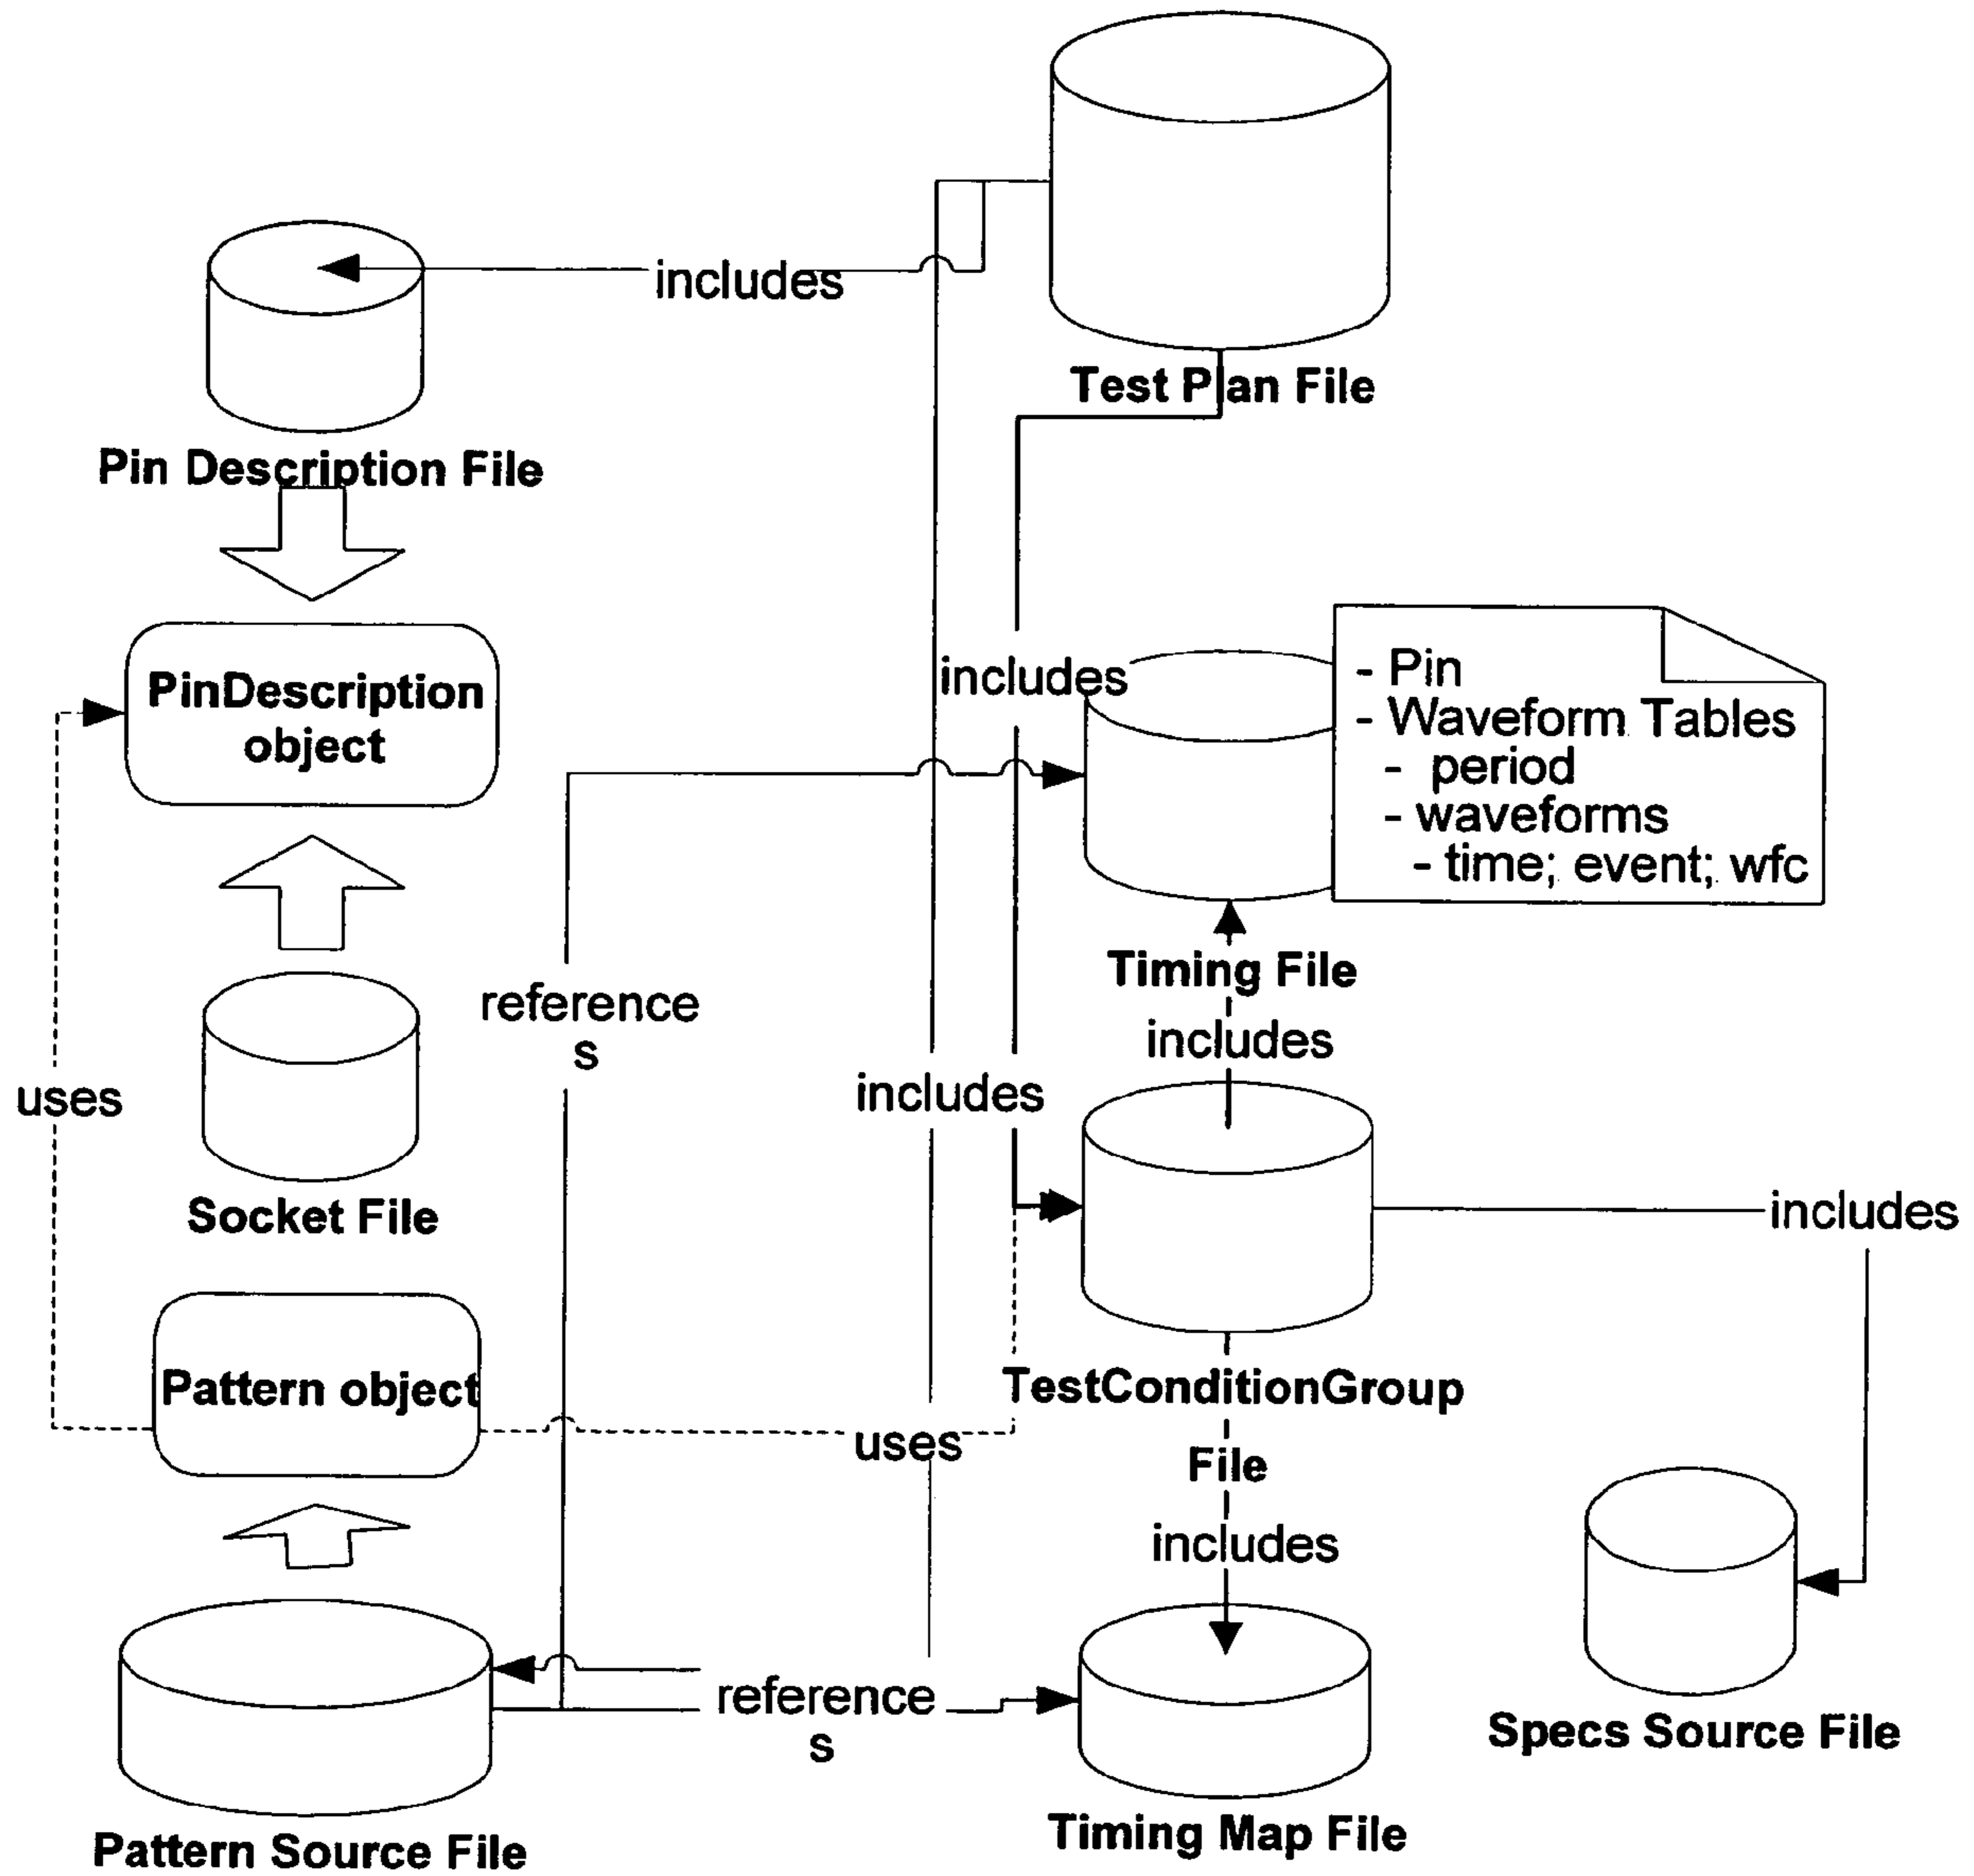 includes
Test Plan File
Pin Description File
PinDescription
object
includes
- Pin
- Waveform Tables
- period
- waveforms
- time; event; wfc
Timing File
reference
s
includes
uses
includes
Socket File
includes
Pattern object
TestConditionGroup
uses
File
includes
reference
s
Specs Source File
Timing Map File
Pattern Source File